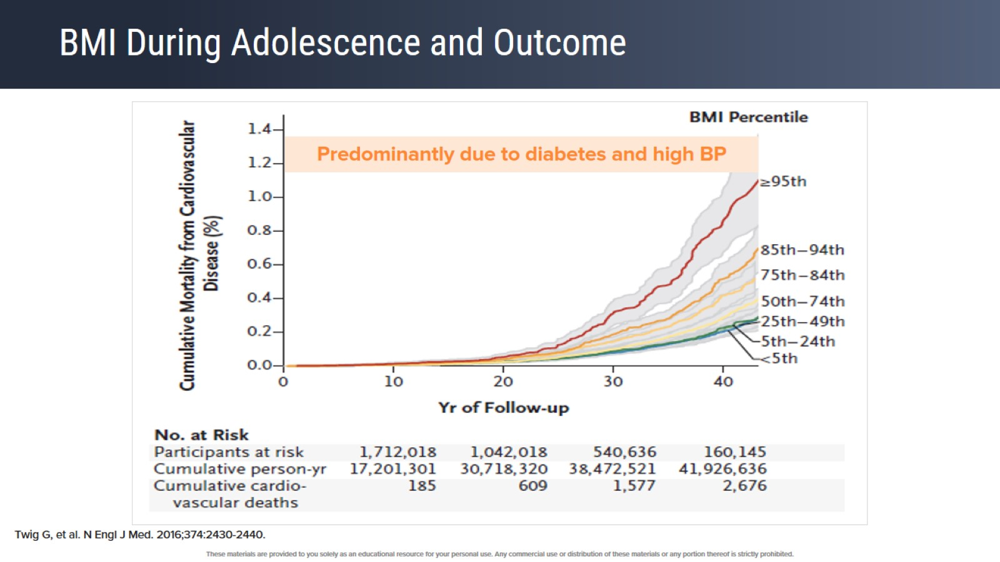 BMI During Adolescence and Outcome
BMI Percentile
Cumulative Mortality from Cardiovascular
Disease (%)
1.4
1.2
1.0
0.8
0.6
0.4
0.2
0.0
Predominantly due to diabetes and high BP
≥95th
85th–94th
75th–84th
50th–74th
25th–49th
5th–24th
<5th
0 10 20 30 40
Yr of Follow-up
No. at Risk
Participants at risk 1,712,018 1,042,018 540,636 160,145
Cumulative person-yr 17,201,301 30,718,320 38,472,521 41,926,636
Cumulative cardio- 185 609 1,577 2,676
vascular deaths
Twig G, et al. N Engl J Med. 2016;374:2430-2440.
These materials are provided to you solely as an educational resource for your personal use. Any commercial use or distribution of these materials or any portion thereof is strictly prohibited.